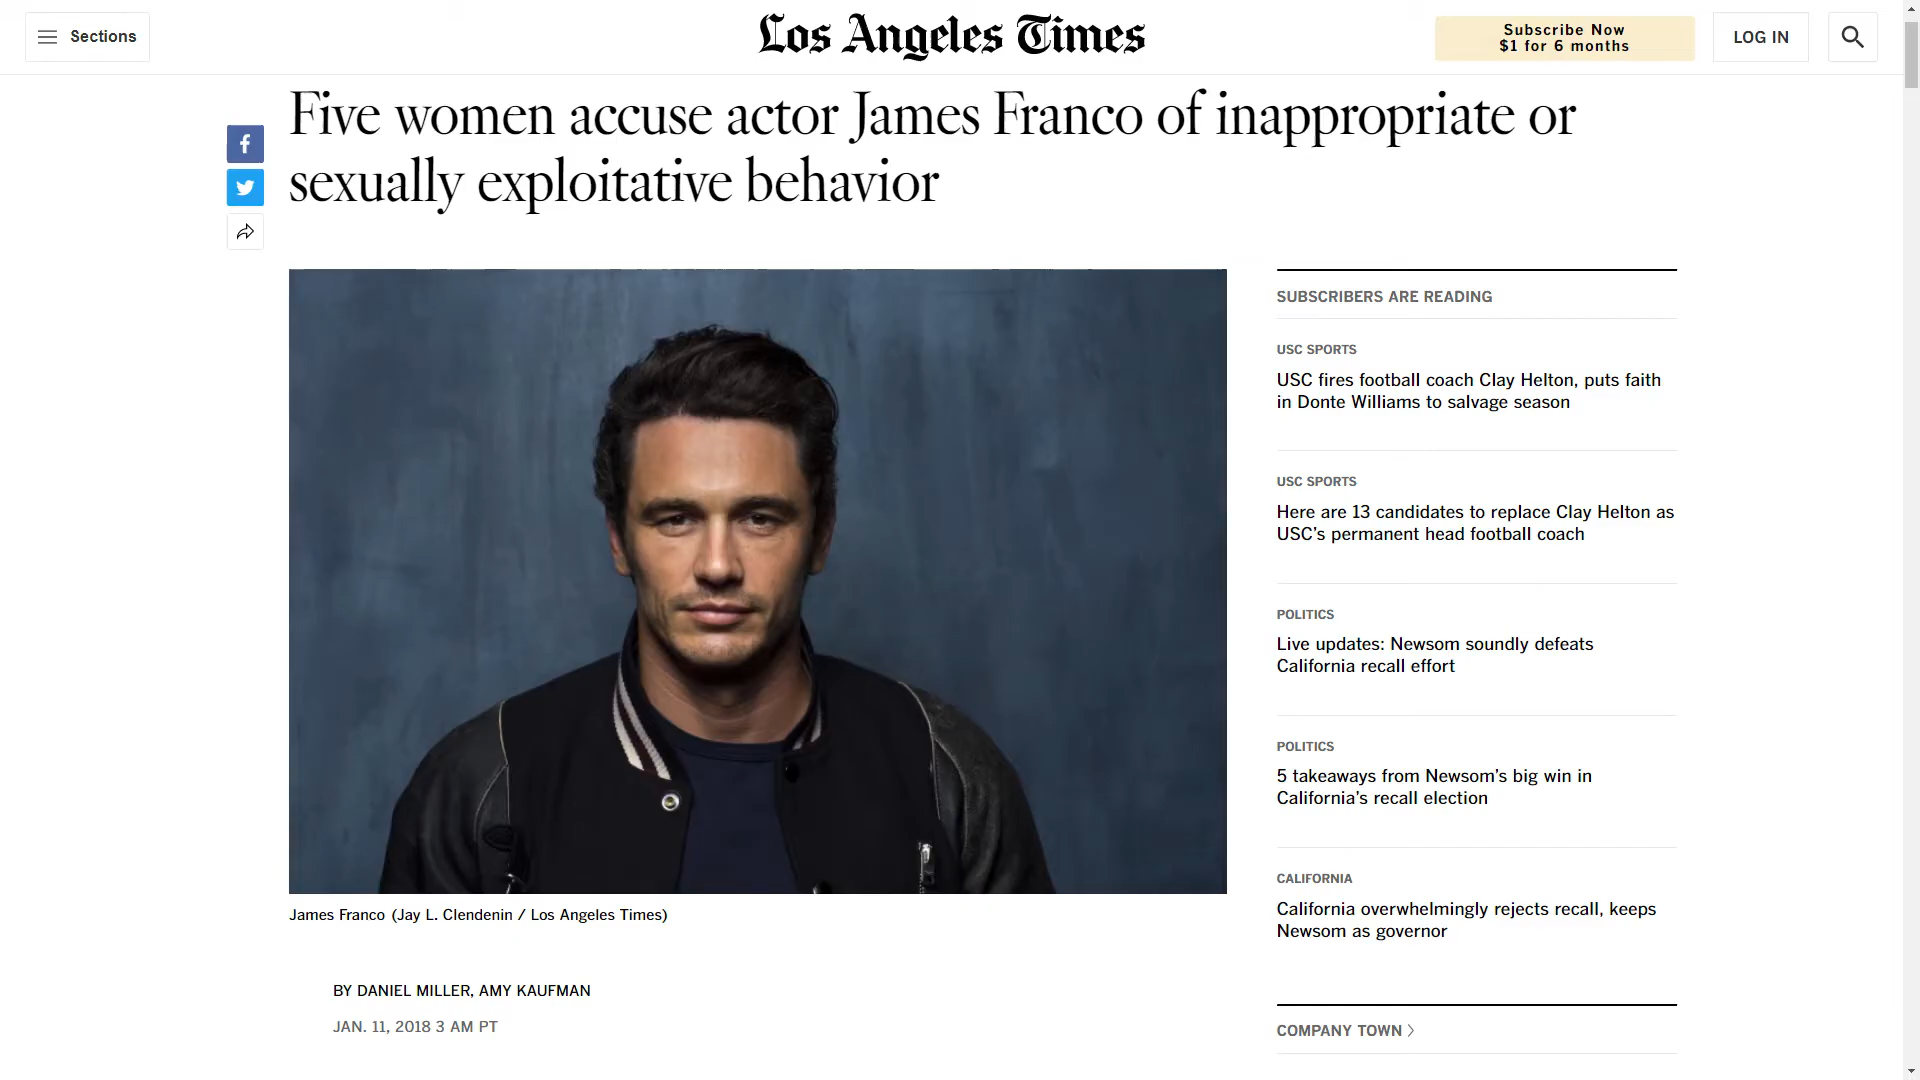 Sections
Los Angeles Times
Subscribe Now
$1 for 6 months
LOG IN
Five women accuse actor James Franco of inappropriate or
sexually exploitative behavior
James Franco (Jay L. Clendenin / Los Angeles Times)
BY DANIEL MILLER, AMY KAUFMAN
JAN. 11, 2018 3 AM PT
SUBSCRIBERS ARE READING
USC SPORTS
USC fires football coach Clay Helton, puts faith
in Donte Williams to salvage season
USC SPORTS
Here are 13 candidates to replace Clay Helton as
USC’s permanent head football coach
POLITICS
Live updates: Newsom soundly defeats
California recall effort
POLITICS
5 takeaways from Newsom’s big win in
California’s recall election
CALIFORNIA
California overwhelmingly rejects recall, keeps
Newsom as governor
COMPANY TOWN